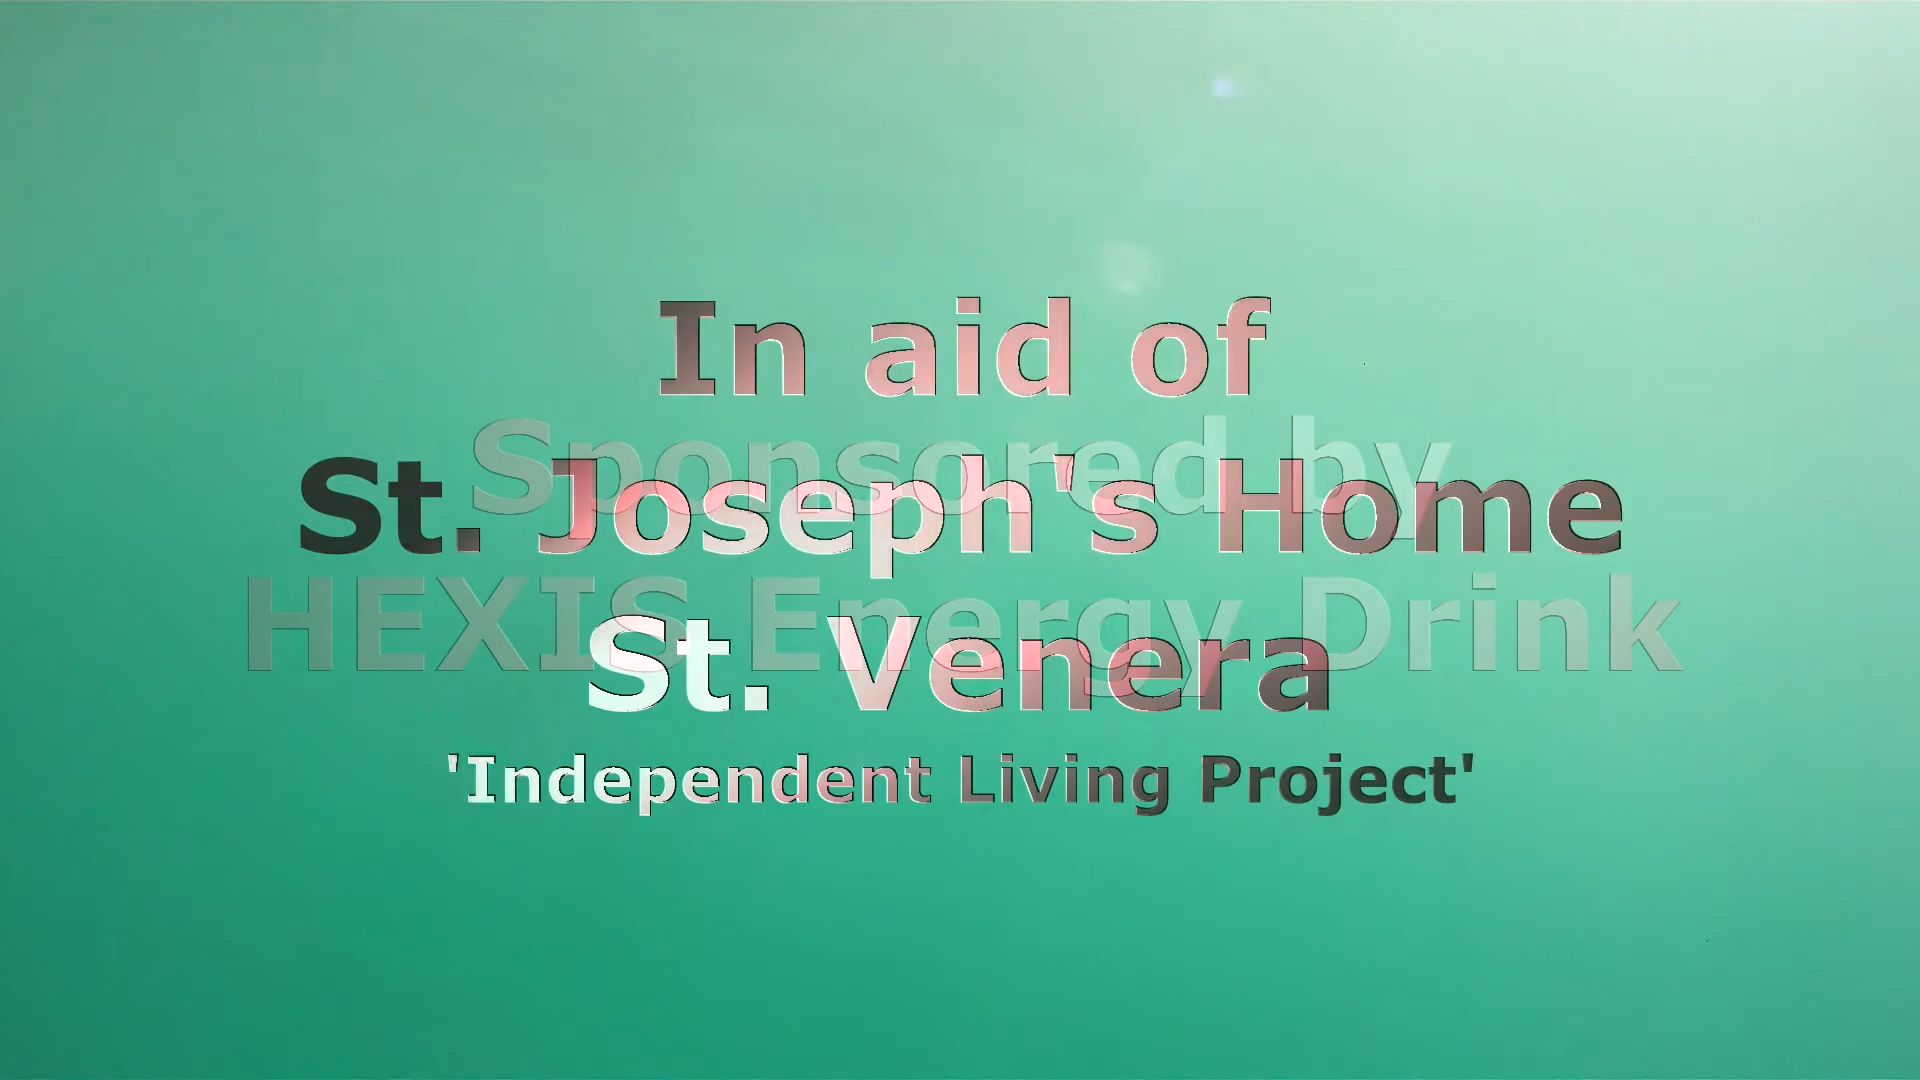 In aid of
Sponsored by
St. Joseph's Home
HEXIS Energy Drink
St. Venera
'Independent Living Project'